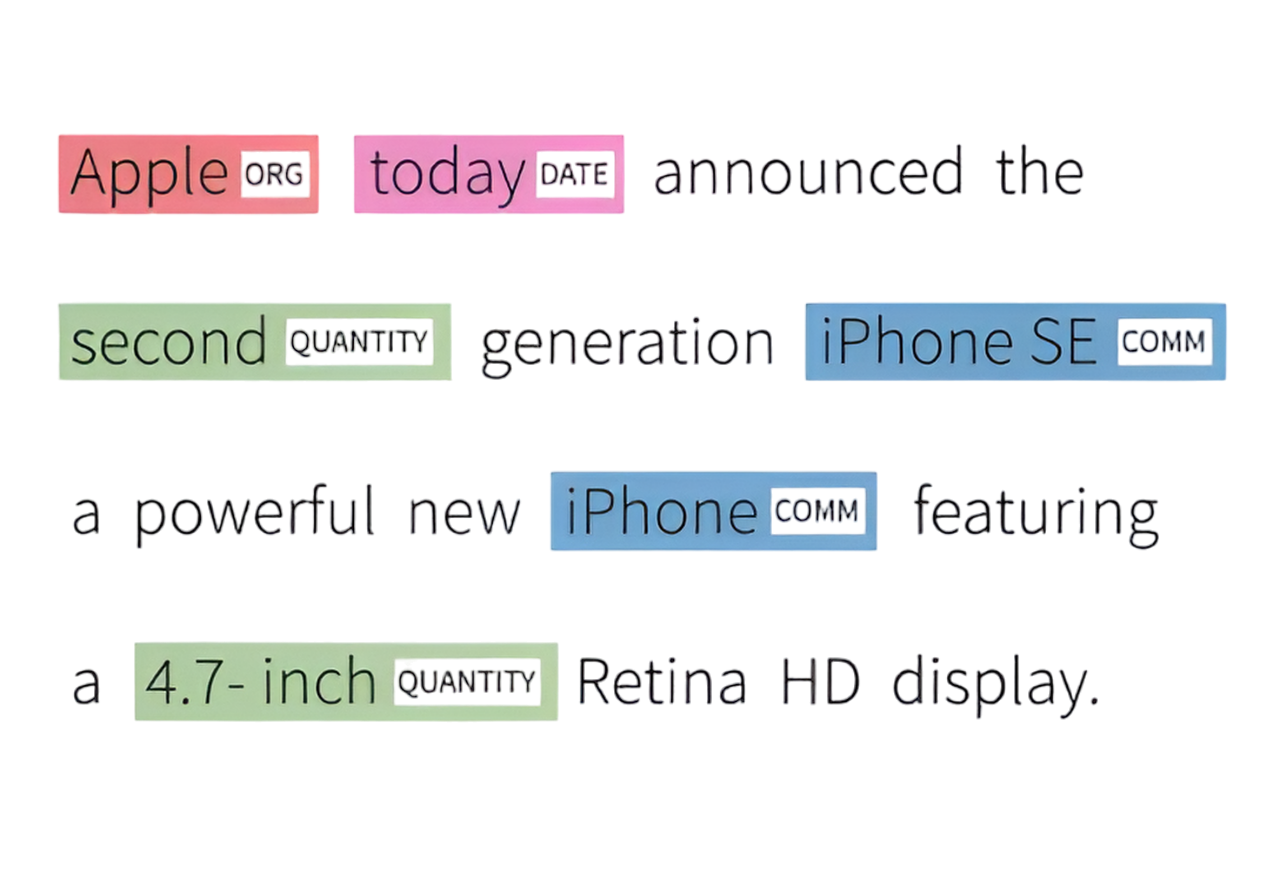 Apple ORG today DATE announced the
second QUANTITY generation iPhone SE COMM
a powerful new iPhone COMM featuring
a 4.7- inch QUANTITY Retina HD display.